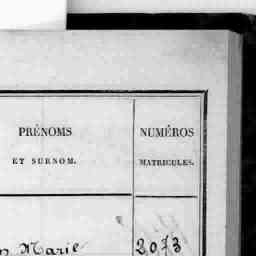 PRÉNOMS
ET SURNOM.
NUMÉROS
MATRICULES.
Marie
2073